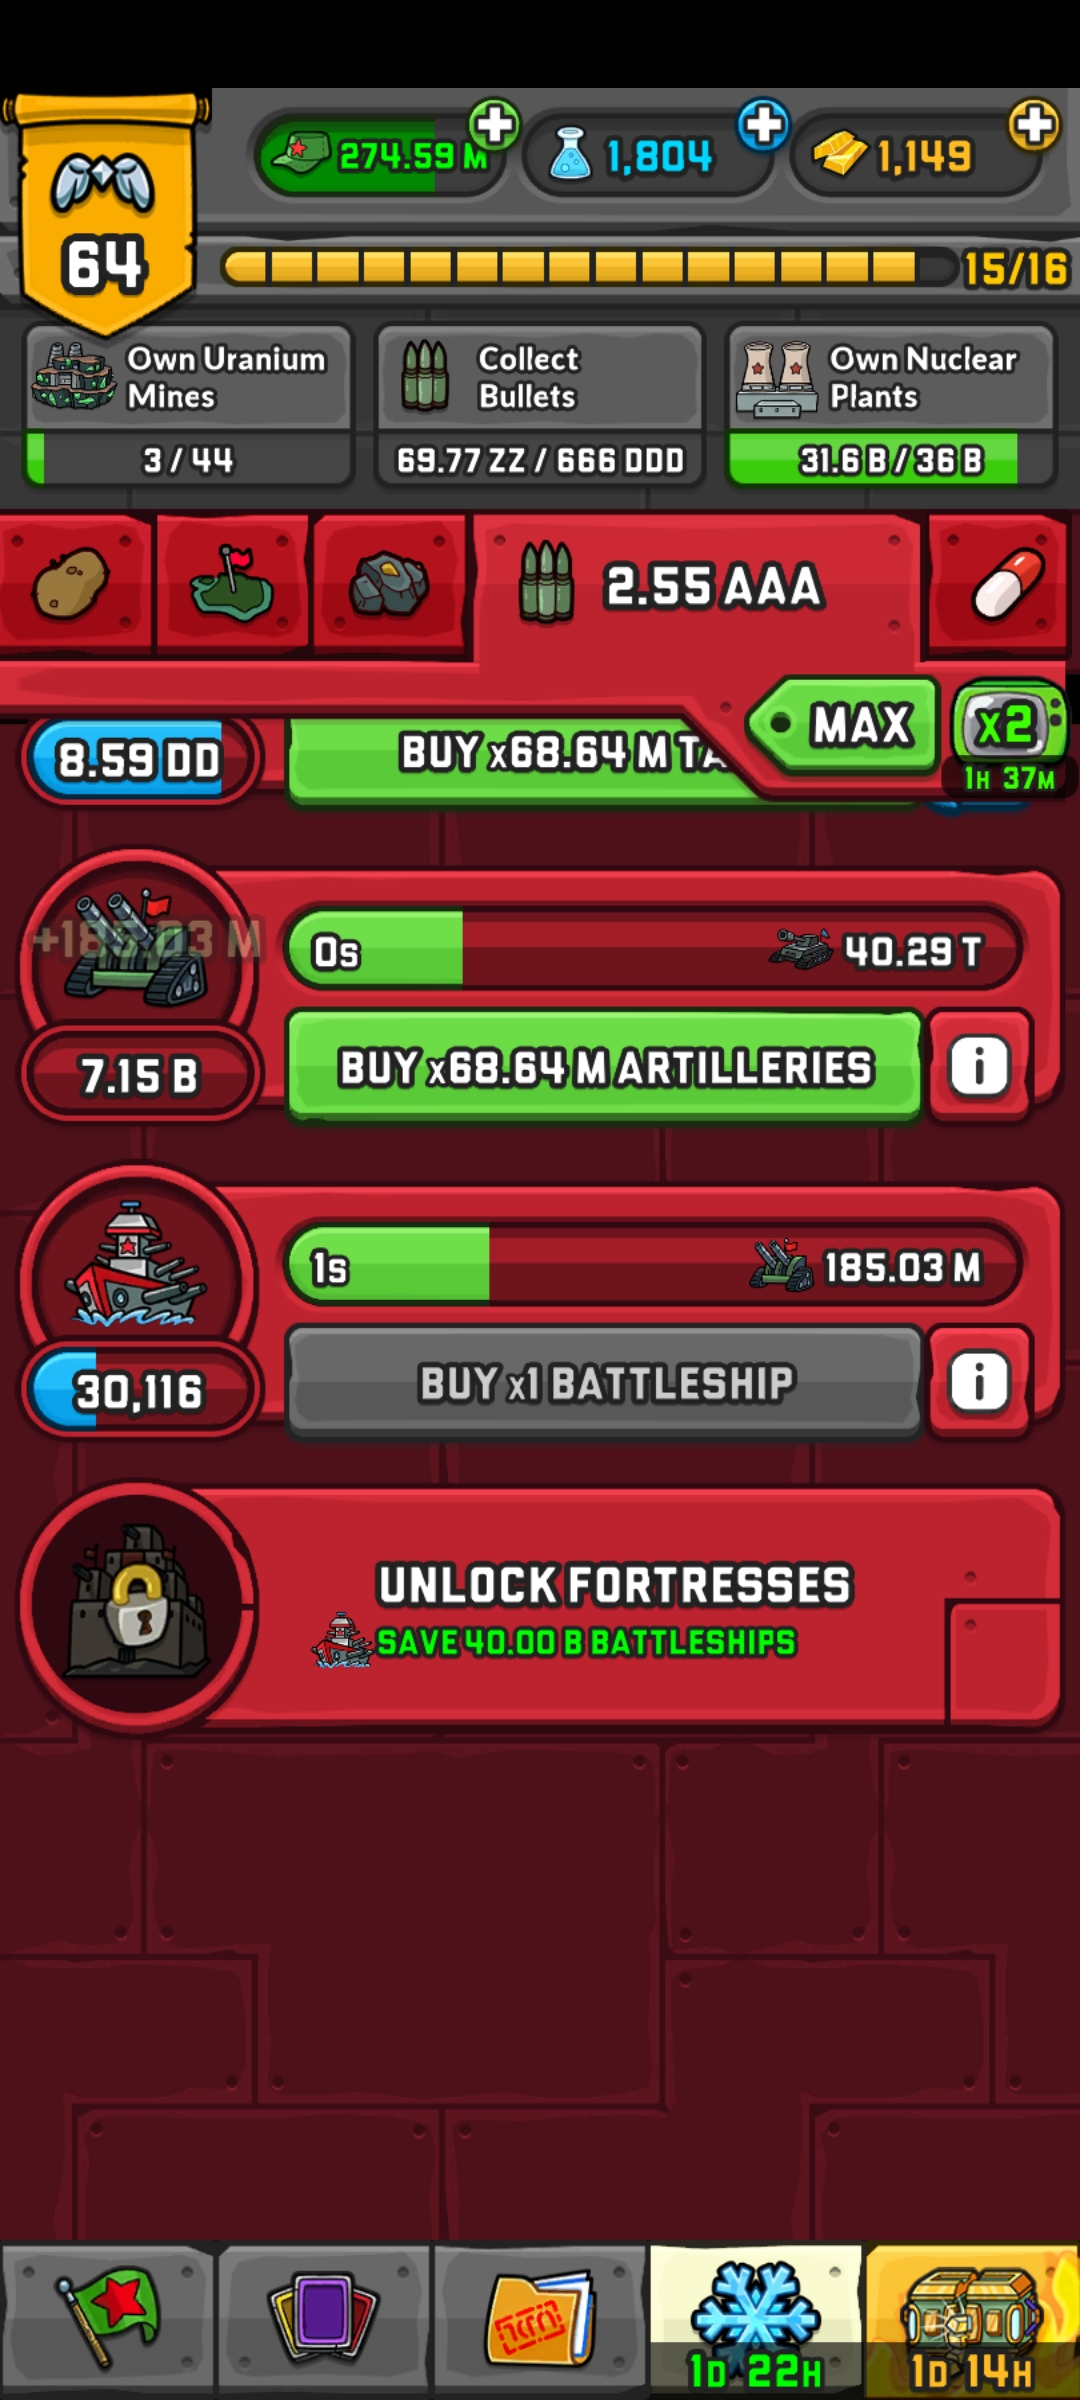 274.59 M
1,804
1,149
64
15/16
Own Uranium
Mines
3 / 44
Collect
Bullets
69.77 ZZ / 666 DDD
Own Nuclear
Plants
31.6 B / 36 B
2.55 AAA
MAX
x2
1H 37M
8.59 DD
BUY x68.64 M TA
+185.03 M
0s
40.29 T
7.15 B
BUY x68.64 M ARTILLERIES
i
1s
185.03 M
30,116
BUY x1 BATTLESHIP
i
UNLOCK FORTRESSES
SAVE 40.00 B BATTLESHIPS
1D 22H
1D 14H